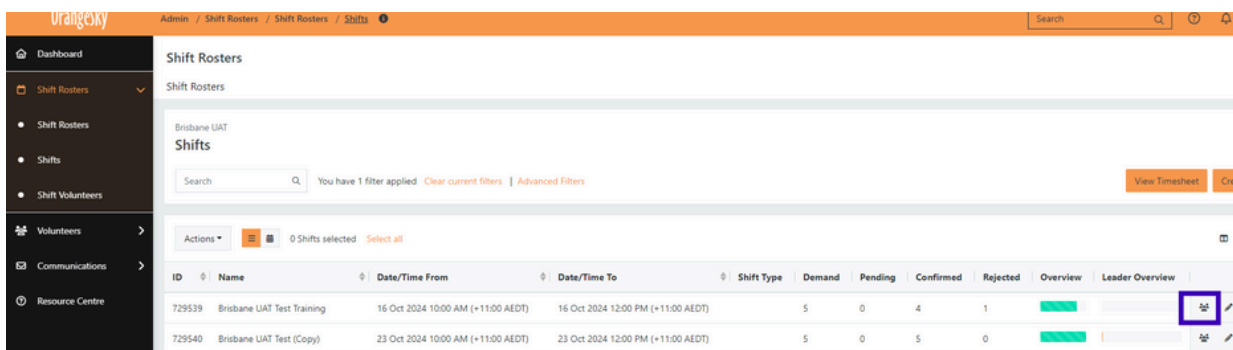 OrangeSky
Admin / Shift Rosters / Shift Rosters / Shifts
Search
Dashboard
Shift Rosters
Shift Rosters
Shifts
Shift Volunteers
Volunteers
Communications
Resource Centre
Shift Rosters
Shift Rosters
Brisbane UAT
Shifts
Search You have 1 filter applied Clear current filters | Advanced Filters View Timesheet Cr
Actions 0 Shifts selected Select all
ID Name Date/Time From Date/Time To Shift Type Demand Pending Confirmed Rejected Overview Leader Overview
729539 Brisbane UAT Test Training 16 Oct 2024 10:00 AM (+11:00 AEDT) 16 Oct 2024 12:00 PM (+11:00 AEDT) 5 0 4 1
729540 Brisbane UAT Test (Copy) 23 Oct 2024 10:00 AM (+11:00 AEDT) 23 Oct 2024 12:00 PM (+11:00 AEDT) 5 0 5 0